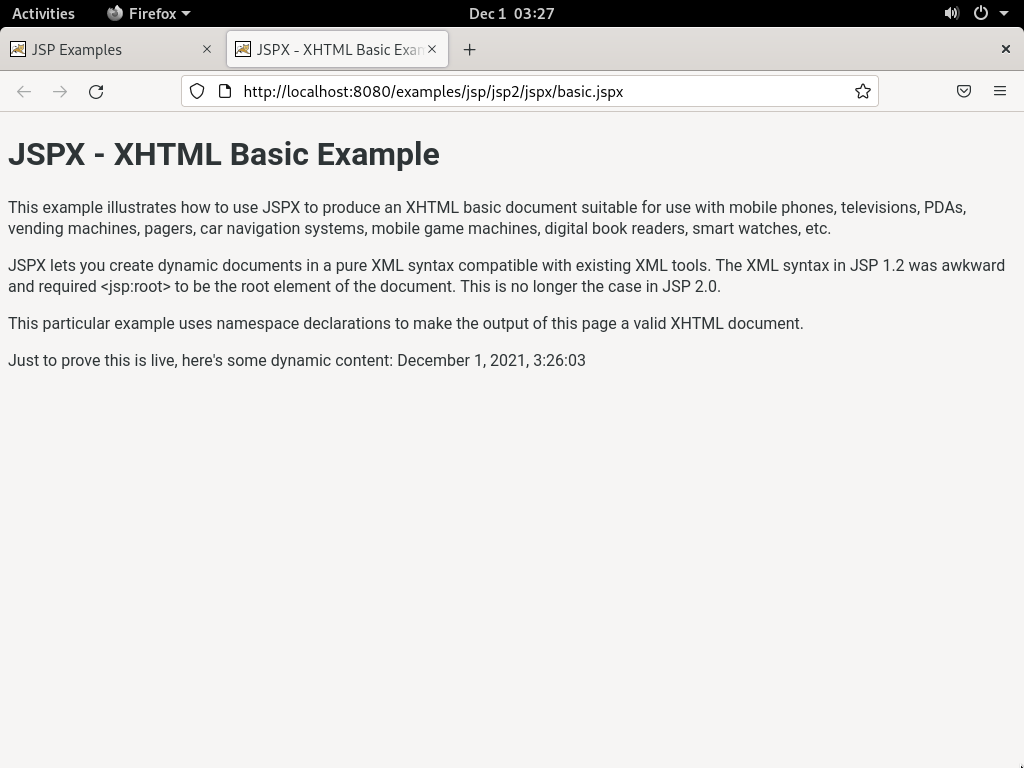 Activities
Firefox
Dec 1 03:27
JSP Examples
JSPX - XHTML Basic Exam
http://localhost:8080/examples/jsp/jsp2/jspx/basic.jspx
JSPX - XHTML Basic Example
This example illustrates how to use JSPX to produce an XHTML basic document suitable for use with mobile phones, televisions, PDAs,
vending machines, pagers, car navigation systems, mobile game machines, digital book readers, smart watches, etc.
JSPX lets you create dynamic documents in a pure XML syntax compatible with existing XML tools. The XML syntax in JSP 1.2 was awkward
and required <jsp:root> to be the root element of the document. This is no longer the case in JSP 2.0.
This particular example uses namespace declarations to make the output of this page a valid XHTML document.
Just to prove this is live, here's some dynamic content: December 1, 2021, 3:26:03